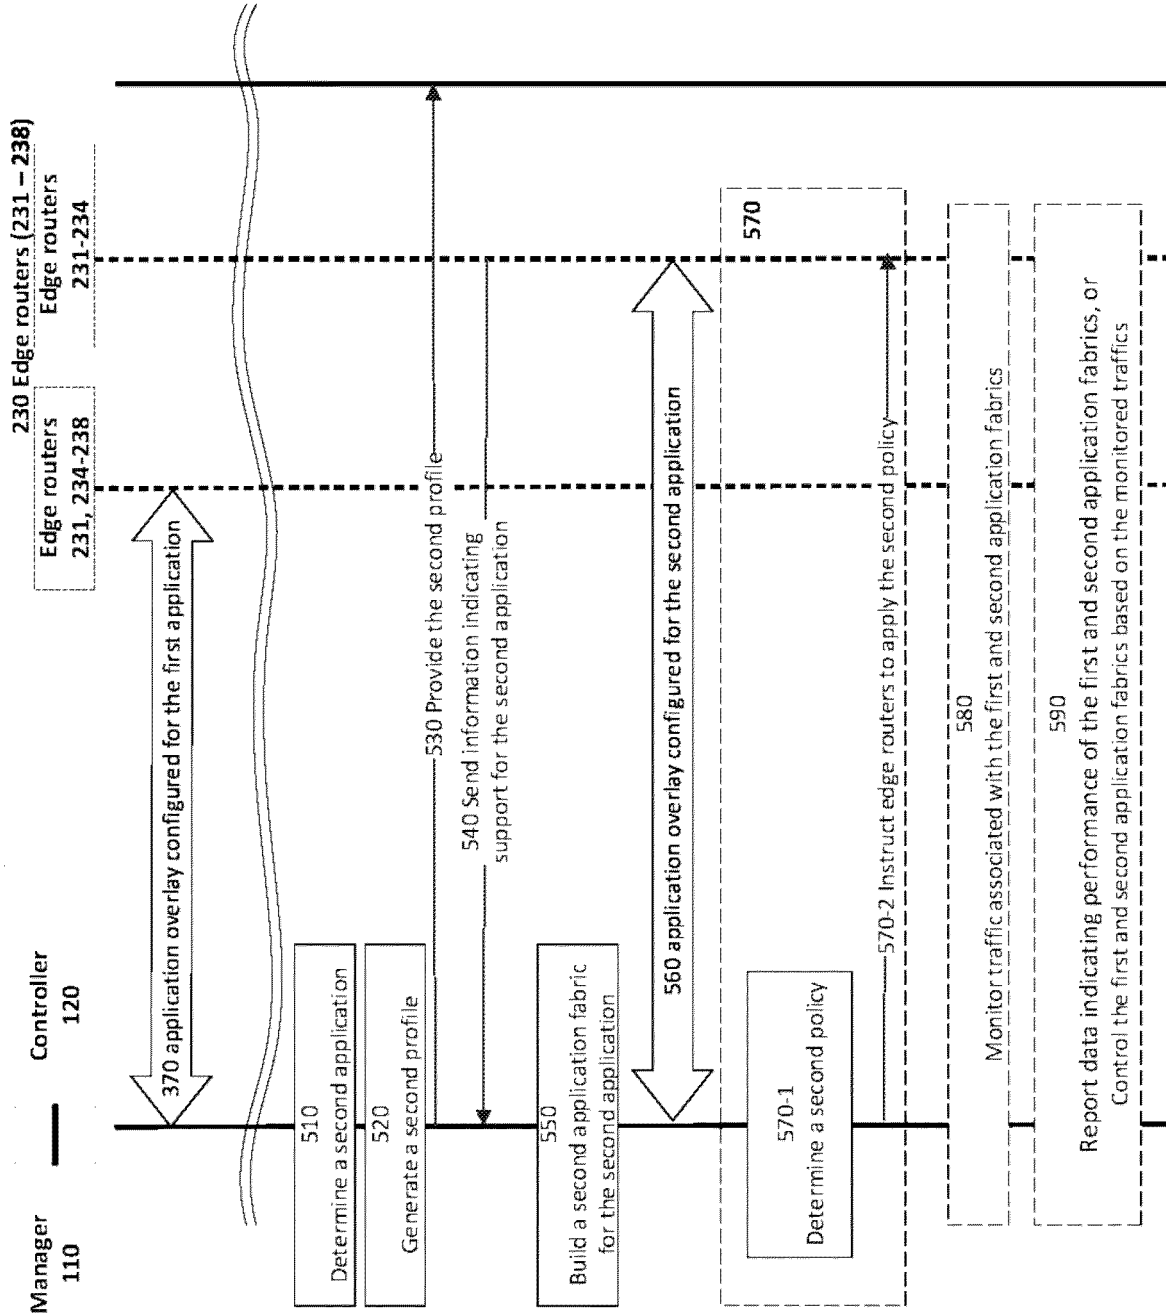 230 Edge routers (231 – 238)
Manager
110
Controller
120
Edge routers
231, 234-238
Edge routers
231-234
370 application overlay configured for the first application
510
Determine a second application
520
Generate a second profile
530 Provide the second profile
540 Send information indicating
support for the second application
550
Build a second application fabric
for the second application
560 application overlay configured for the second application
570
570-1
Determine a second policy
570-2 Instruct edge routers to apply the second policy
580
Monitor traffic associated with the first and second application fabrics
590
Report data indicating performance of the first and second application fabrics, or
Control the first and second application fabrics based on the monitored traffics